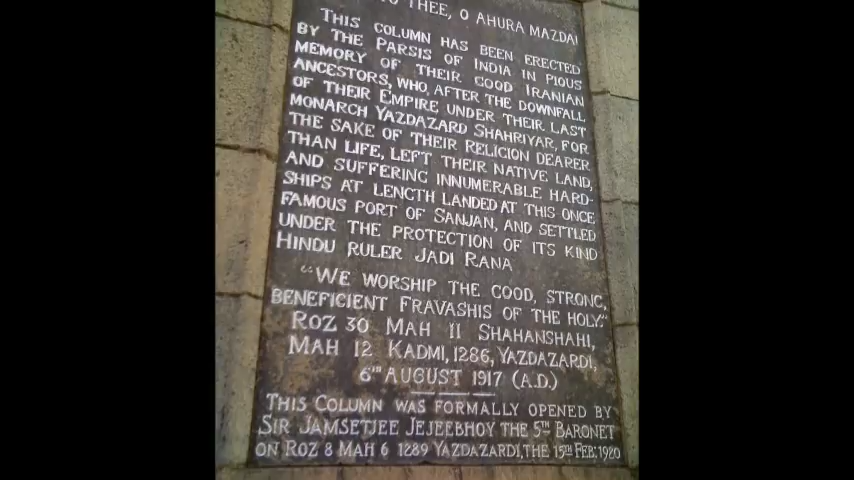 TO THEE, O AHURA MAZDA!
THIS COLUMN HAS BEEN ERECTED
BY THE PARSIS OF INDIA IN PIOUS
MEMORY OF THEIR GOOD IRANIAN
ANCESTORS, WHO, AFTER THE DOWNFALL
OF THEIR EMPIRE UNDER THEIR LAST
MONARCH YAZDAZARD SHAHRIYAR, FOR
THE SAKE OF THEIR RELIGION DEARER
THAN LIFE, LEFT THEIR NATIVE LAND,
AND SUFFERING INNUMERABLE HARD-
SHIPS AT LENGTH LANDED AT THIS ONCE
FAMOUS PORT OF SANJAN, AND SETTLED
UNDER THE PROTECTION OF ITS KIND
HINDU RULER JADI RANA
"WE WORSHIP THE GOOD, STRONG,
BENEFICIENT FRAVASHIS OF THE HOLY."
ROZ 30 MAH 11 SHAHANSHAHI,
MAH 12 KADMI, 1286, YAZDAZARDI,
6TH AUGUST 1917 (A.D.)
THIS COLUMN WAS FORMALLY OPENED BY
SIR JAMSETJEE JEJEEBHOY THE 5TH BARONET
ON ROZ 8 MAH 6 1289 YAZDAZARDI, THE 15TH FEB: 1920